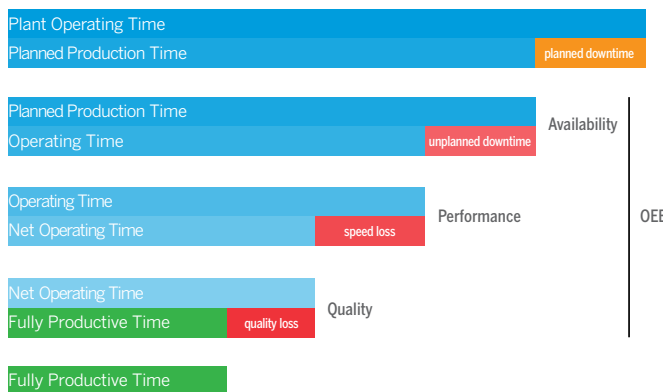 Plant Operating Time
Planned Production Time planned downtime
Planned Production Time
Availability
Operating Time unplanned downtime
Operating Time
Performance OEE
Net Operating Time speed loss
Net Operating Time
Quality
Fully Productive Time quality loss
Fully Productive Time